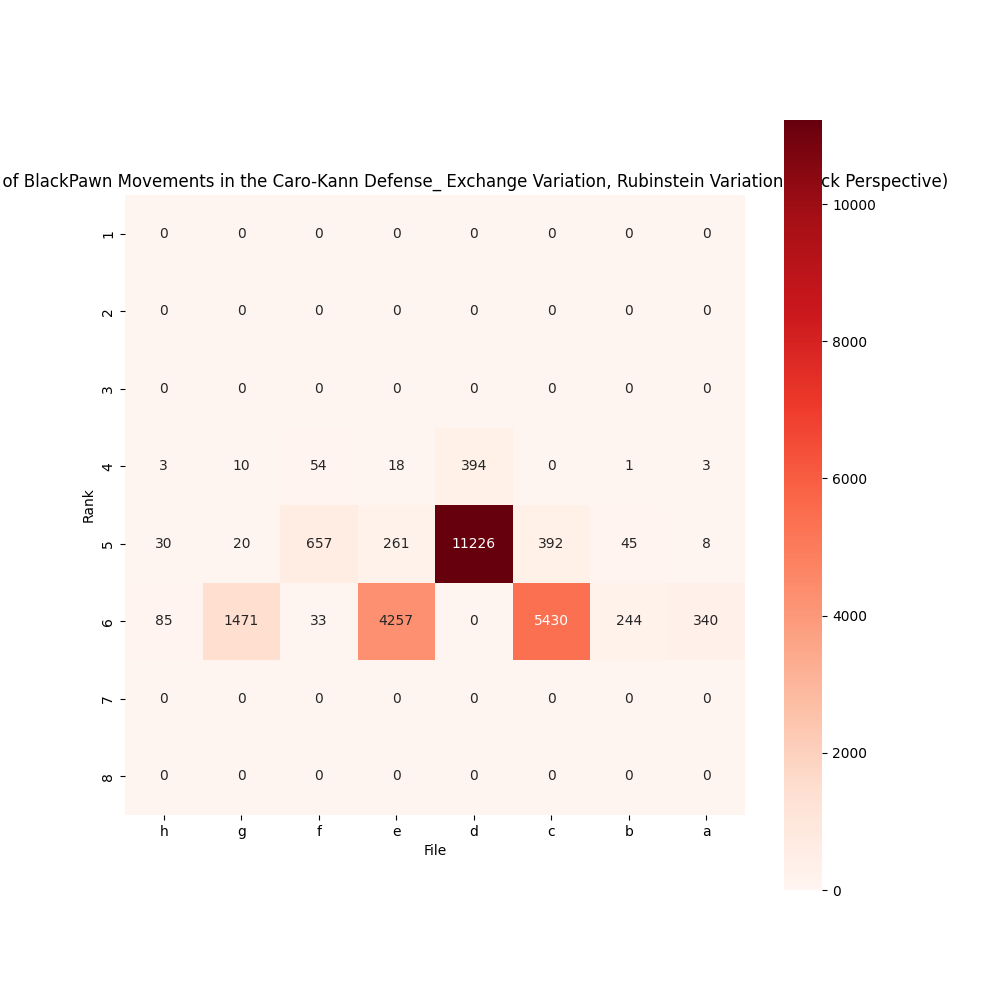 of BlackPawn Movements in the Caro-Kann Defense_ Exchange Variation, Rubinstein Variation ck Perspective)
1 0 0 0 0 0 0 0 0
2 0 0 0 0 0 0 0 0
3 0 0 0 0 0 0 0 0
4 3 10 54 18 394 0 1 3
5 30 20 657 261 11226 392 45 8
6 85 1471 33 4257 0 5430 244 340
7 0 0 0 0 0 0 0 0
8 0 0 0 0 0 0 0 0
h g f e d c b a
File
Rank
10000
8000
6000
4000
2000
0